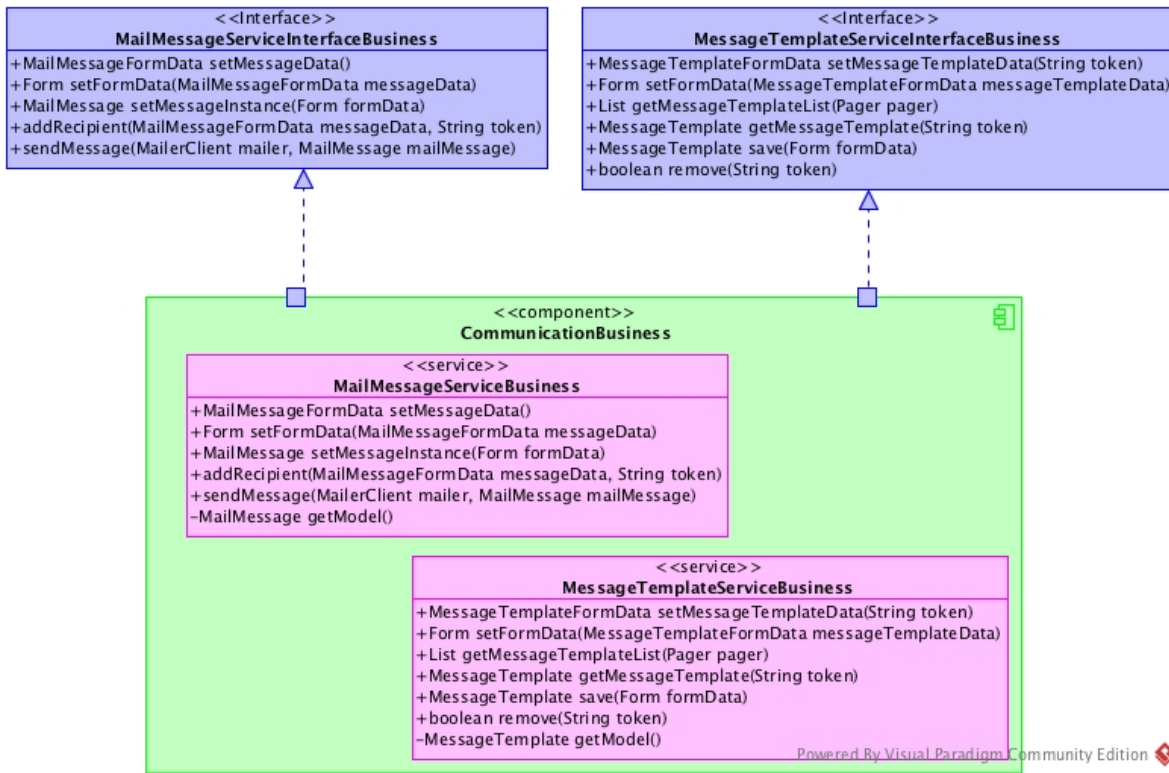 <<Interface>>
MailMessageServiceInterfaceBusiness
+MailMessageFormData setMessageData()
+Form setFormData(MailMessageFormData messageData)
+MailMessage setMessageInstance(Form formData)
+addRecipient(MailMessageFormData messageData, String token)
+sendMessage(MailerClient mailer, MailMessage mailMessage)
<<Interface>>
MessageTemplateServiceInterfaceBusiness
+MessageTemplateFormData setMessageTemplateData(String token)
+Form setFormData(MessageTemplateFormData messageTemplateData)
+List getMessageTemplateList(Pager pager)
+MessageTemplate getMessageTemplate(String token)
+MessageTemplate save(Form formData)
+boolean remove(String token)
<<component>>
CommunicationBusiness
<<service>>
MailMessageServiceBusiness
+MailMessageFormData setMessageData()
+Form setFormData(MailMessageFormData messageData)
+MailMessage setMessageInstance(Form formData)
+addRecipient(MailMessageFormData messageData, String token)
+sendMessage(MailerClient mailer, MailMessage mailMessage)
-MailMessage getModel()
<<service>>
MessageTemplateServiceBusiness
+MessageTemplateFormData setMessageTemplateData(String token)
+Form setFormData(MessageTemplateFormData messageTemplateData)
+List getMessageTemplateList(Pager pager)
+MessageTemplate getMessageTemplate(String token)
+MessageTemplate save(Form formData)
+boolean remove(String token)
-MessageTemplate getModel()
Powered By Visual Paradigm Community Edition